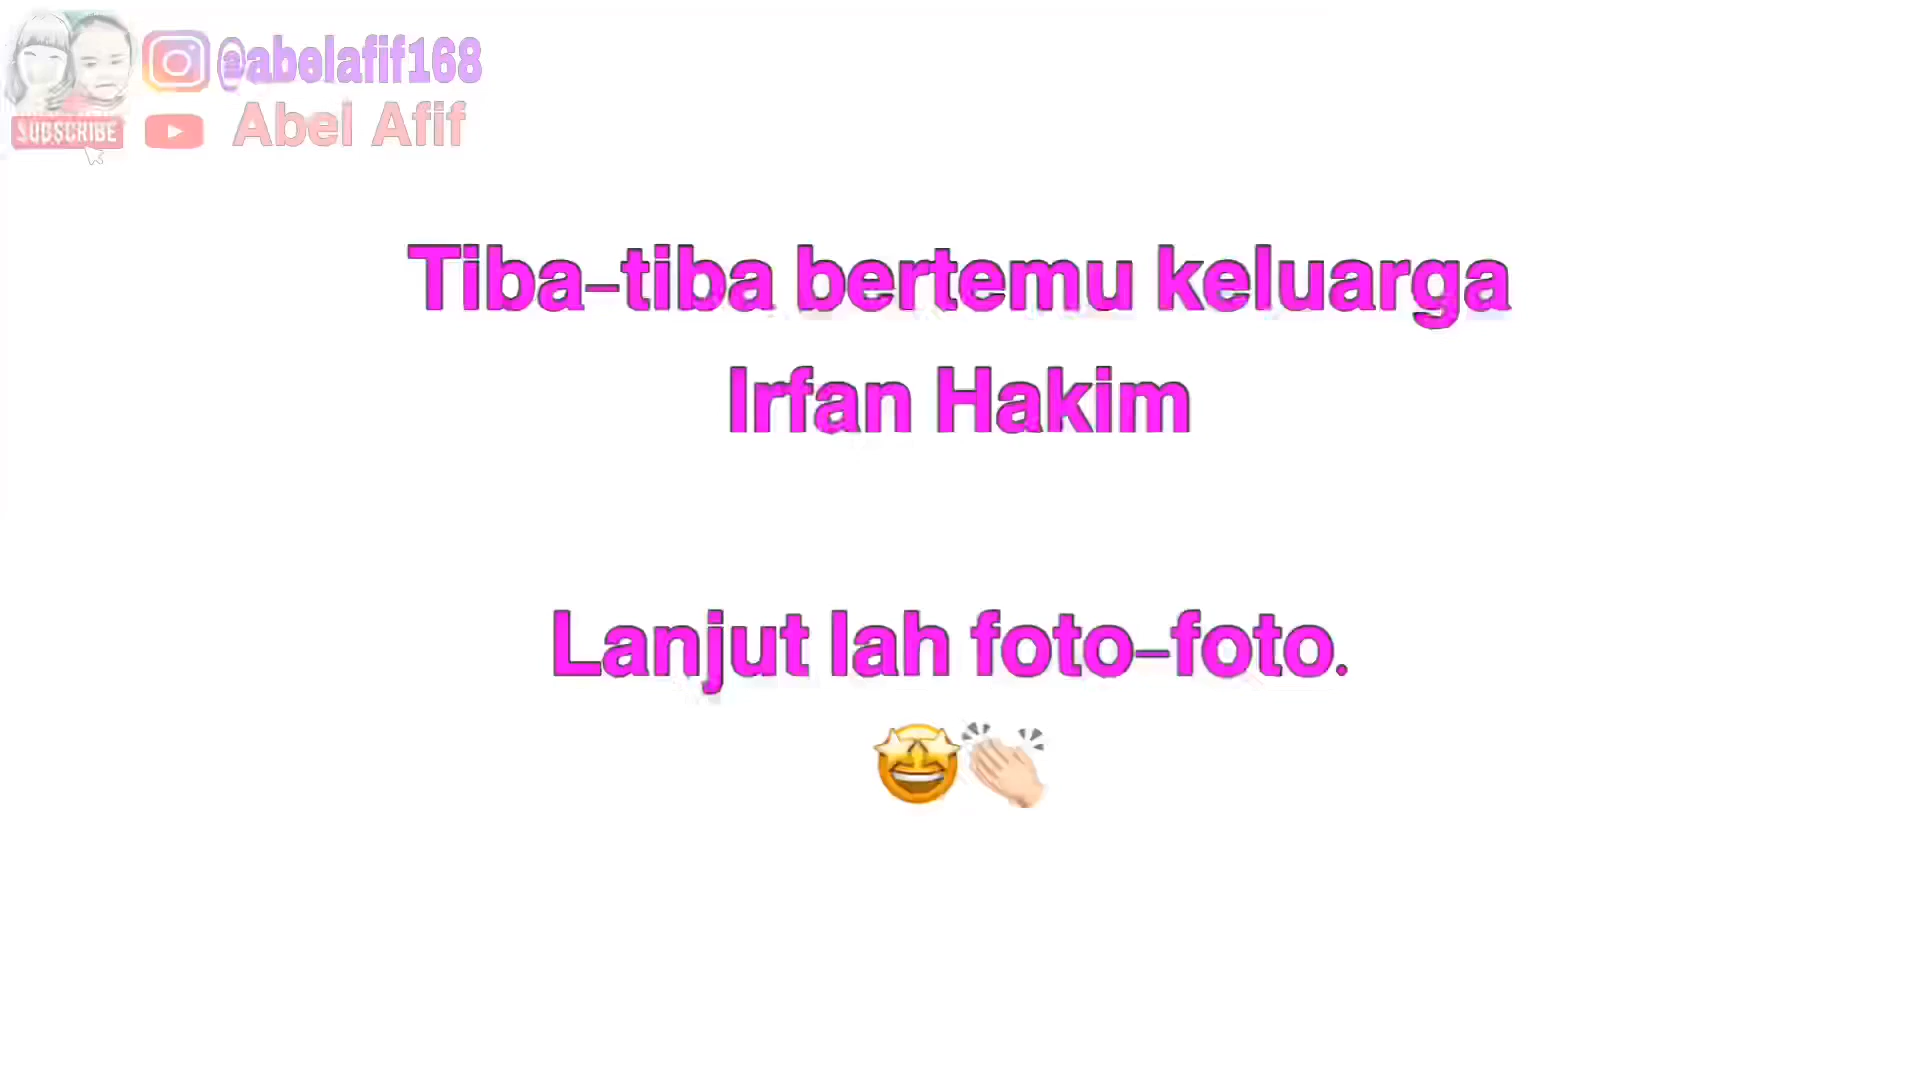 @abelafif168
SUBSCRIBE
Abel Afif
Tiba-tiba bertemu keluarga
Irfan Hakim
Lanjut lah foto-foto.
🤩👏🏻